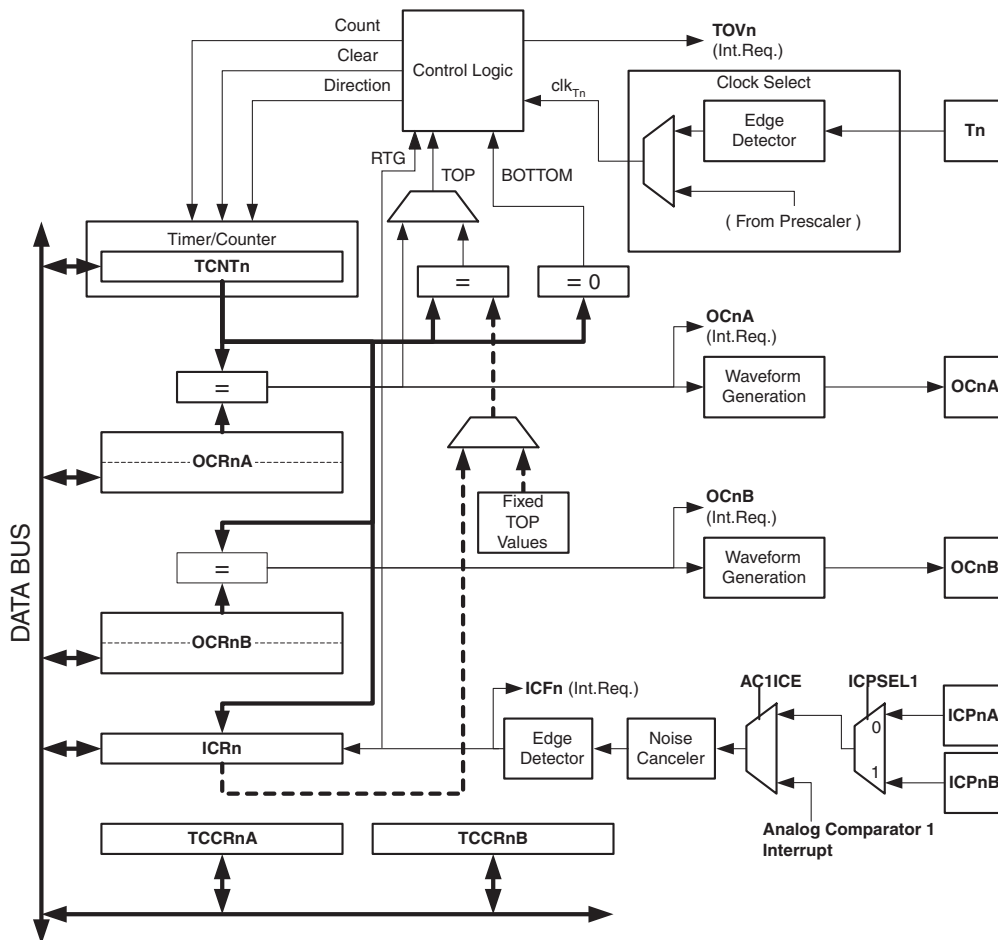 Count
Clear
Direction
Control Logic
TOVn
(Int.Req.)
clkTn
Clock Select
Edge
Detector
Tn
( From Prescaler )
RTG
TOP
BOTTOM
Timer/Counter
TCNTn
=
= 0
OCnA
(Int.Req.)
=
Waveform
Generation
OCnA
OCRnA
Fixed
TOP
Values
OCnB
(Int.Req.)
=
Waveform
Generation
OCnB
OCRnB
DATA BUS
ICFn (Int.Req.)
AC1ICE
ICPSEL1
ICRn
Edge
Detector
Noise
Canceler
0
1
ICPnA
ICPnB
Analog Comparator 1
Interrupt
TCCRnA
TCCRnB